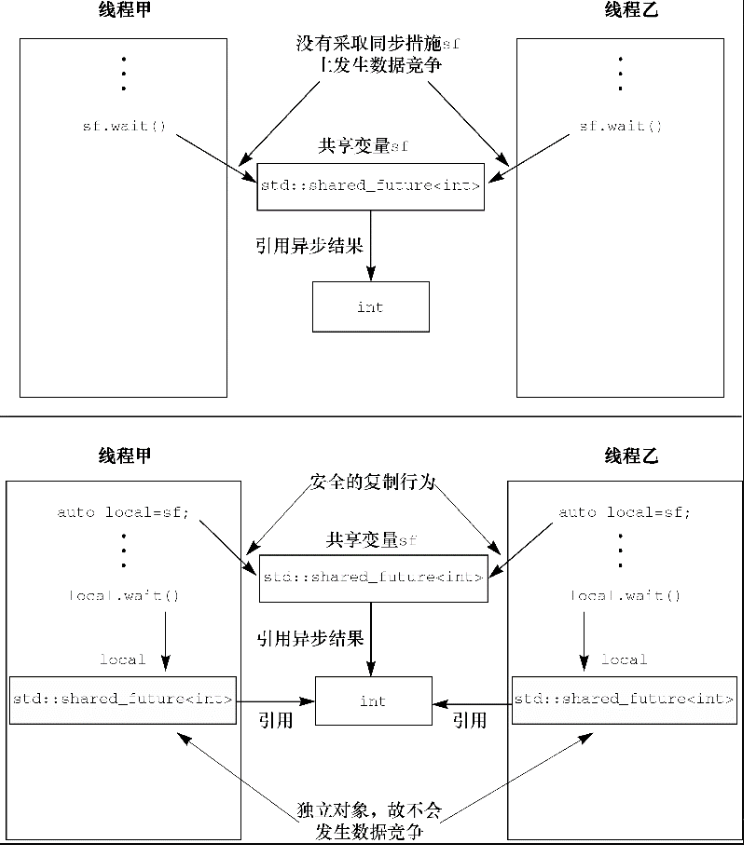 线程甲
线程乙
没有采取同步措施sf
上发生数据竞争
sf.wait()
sf.wait()
共享变量sf
std::shared_future<int>
引用异步结果
int
线程甲
线程乙
安全的复制行为
auto local=sf;
auto local=sf;
共享变量sf
std::shared_future<int>
local.wait()
local.wait()
引用异步结果
local
local
std::shared_future<int>
int
std::shared_future<int>
引用
引用
独立对象，故不会
发生数据竞争